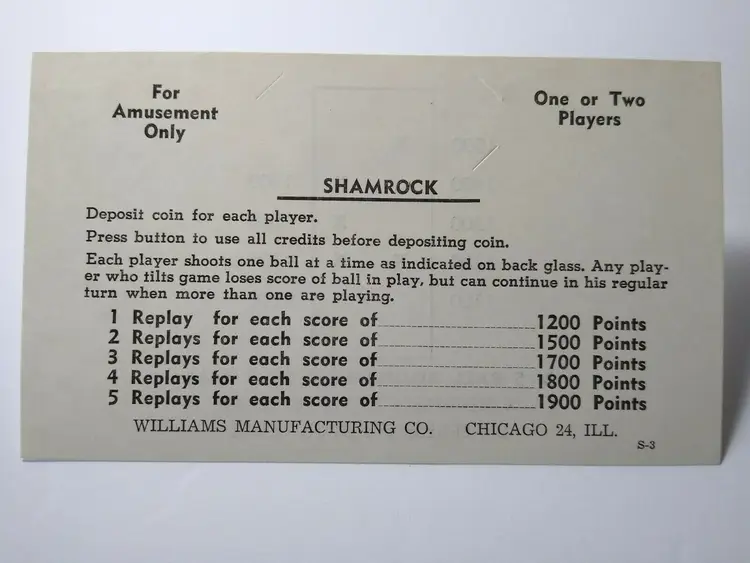 For
Amusement
Only
One or Two
Players
SHAMROCK
Deposit coin for each player.
Press button to use all credits before depositing coin.
Each player shoots one ball at a time as indicated on back glass. Any play-
er who tilts game loses score of ball in play, but can continue in his regular
turn when more than one are playing.
1 Replay for each score of 1200 Points
2 Replays for each score of 1500 Points
3 Replays for each score of 1700 Points
4 Replays for each score of 1800 Points
5 Replays for each score of 1900 Points
WILLIAMS MANUFACTURING CO. CHICAGO 24, ILL.
S-3